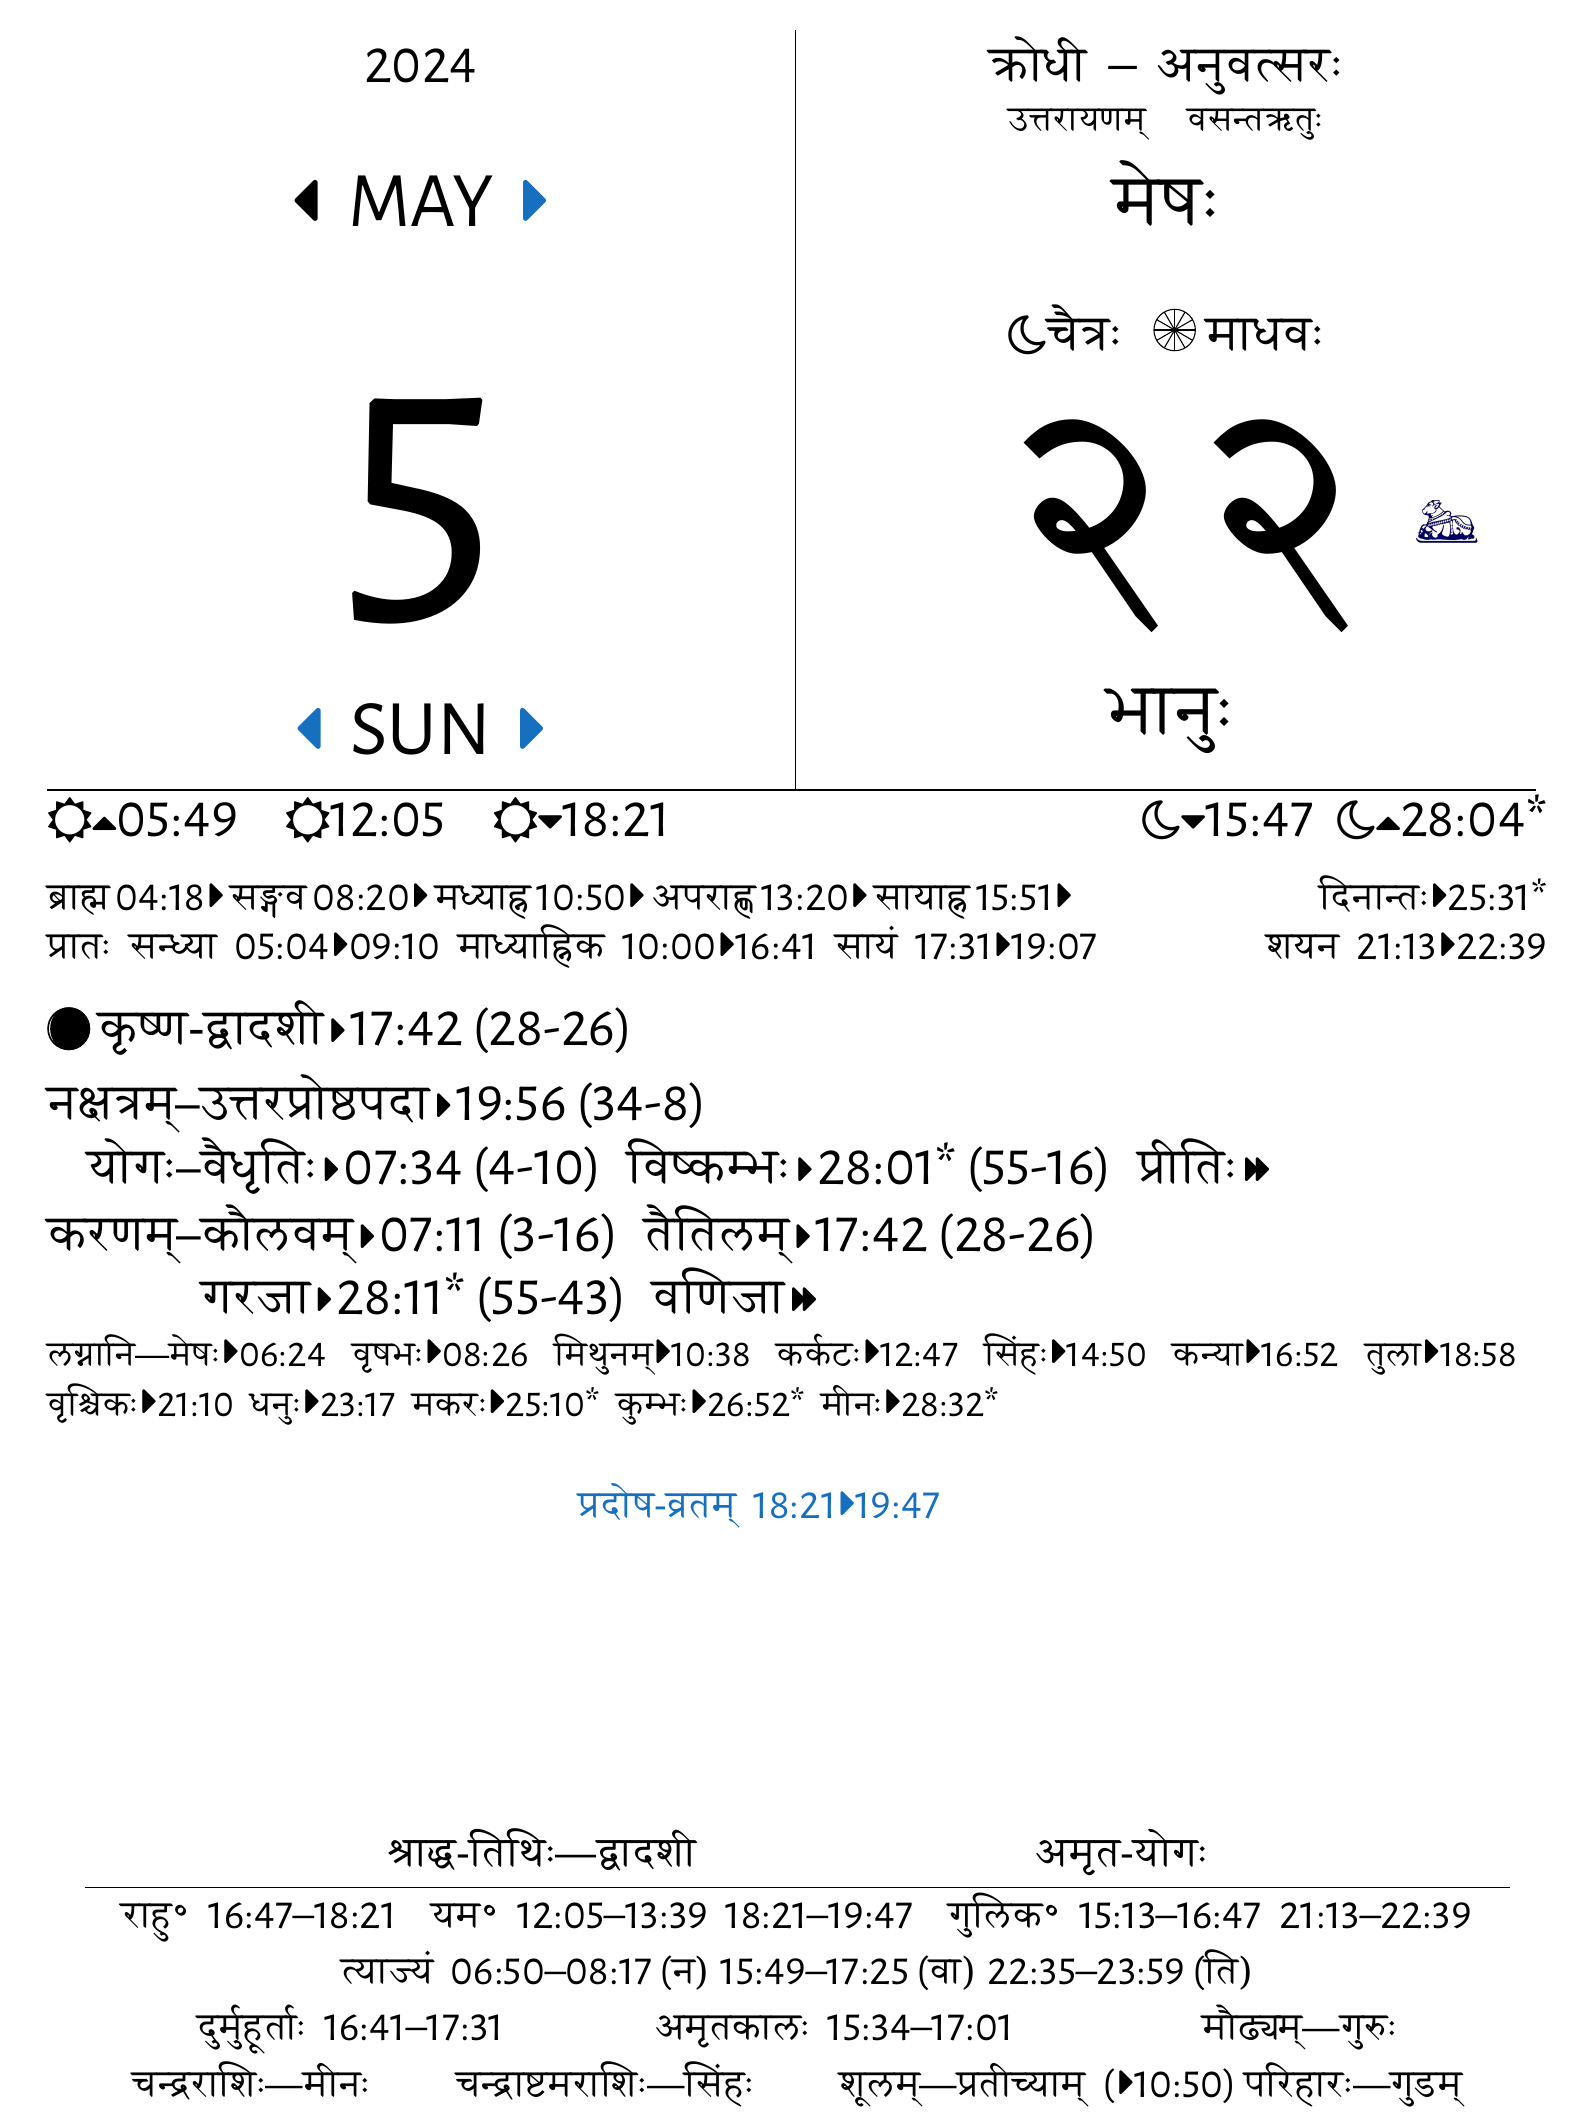 2024
MAY
5
SUN
क्रोधी – अनुवत्सरः
उत्तरायणम् वसन्तऋतुः
मेषः
चैत्रः माधवः
२२
भानुः
05:49 12:05 18:21 15:47 28:04*
ब्राह्म 04:18 सङ्गव 08:20 मध्याह्न 10:50 अपराह्ण 13:20 सायाह्न 15:51 दिनान्तः 25:31*
प्रातः सन्ध्या 05:04 09:10 माध्याह्निक 10:00 16:41 सायं 17:31 19:07 शयन 21:13 22:39
कृष्ण-द्वादशी 17:42 (28-26)
नक्षत्रम्–उत्तरप्रोष्ठपदा 19:56 (34-8)
योगः–वैधृतिः 07:34 (4-10) विष्कम्भः 28:01* (55-16) प्रीतिः
करणम्–कौलवम् 07:11 (3-16) तैतिलम् 17:42 (28-26)
गरजा 28:11* (55-43) वणिजा
लग्नानि—मेषः 06:24 वृषभः 08:26 मिथुनम् 10:38 कर्कटः 12:47 सिंहः 14:50 कन्या 16:52 तुला 18:58
वृश्चिकः 21:10 धनुः 23:17 मकरः 25:10* कुम्भः 26:52* मीनः 28:32*
प्रदोष-व्रतम् 18:21 19:47
श्राद्ध-तिथिः—द्वादशी अमृत-योगः
राहु॰ 16:47–18:21 यम॰ 12:05–13:39 18:21–19:47 गुलिक॰ 15:13–16:47 21:13–22:39
त्याज्यं 06:50–08:17 (न) 15:49–17:25 (वा) 22:35–23:59 (ति)
दुर्मुहूर्ताः 16:41–17:31 अमृतकालः 15:34–17:01 मौढ्यम्—गुरुः
चन्द्रराशिः—मीनः चन्द्राष्टमराशिः—सिंहः शूलम्—प्रतीच्याम् (10:50) परिहारः—गुडम्